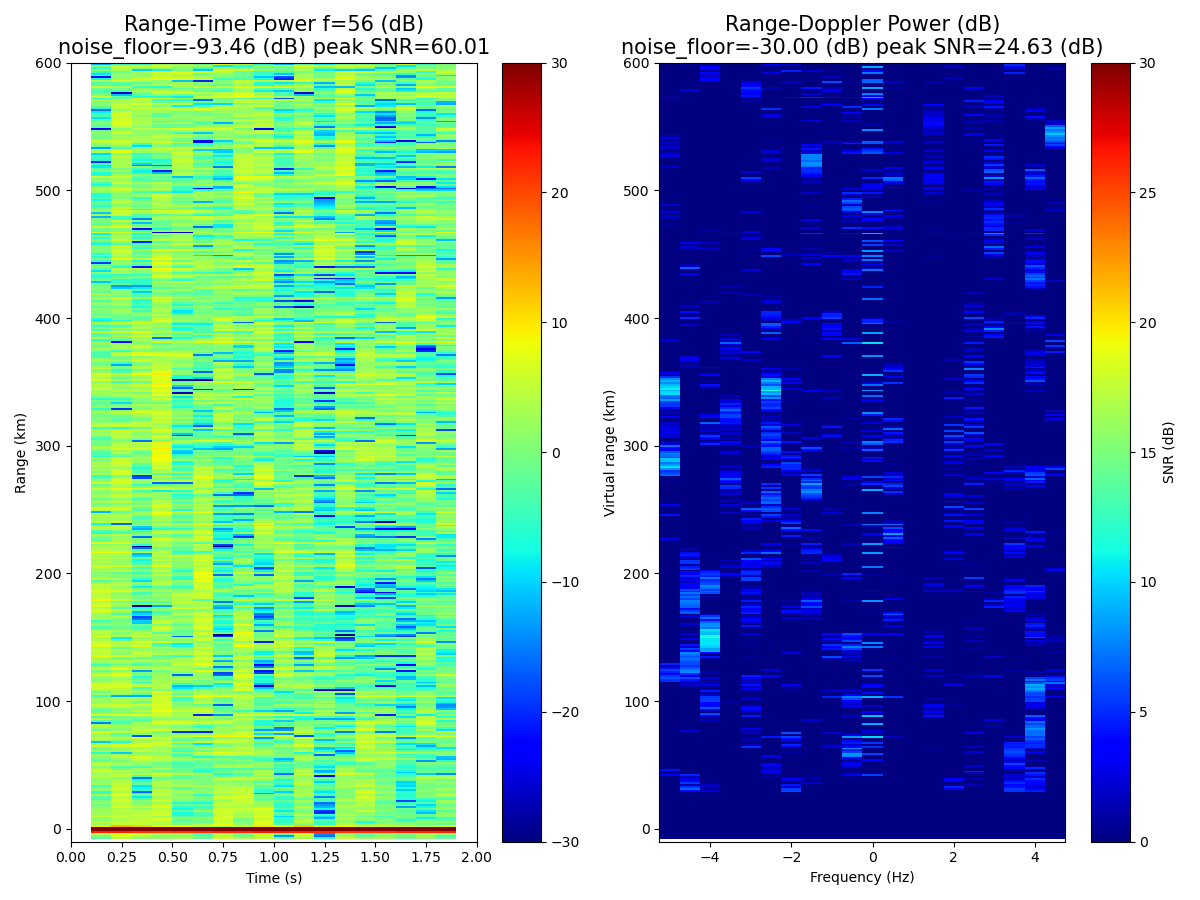 Range-Time Power f=56 (dB)
noise_floor=-93.46 (dB) peak SNR=60.01
Range-Doppler Power (dB)
noise_floor=-30.00 (dB) peak SNR=24.63 (dB)
600
500
400
300
200
100
0
Range (km)
0.00 0.25 0.50 0.75 1.00 1.25 1.50 1.75 2.00
Time (s)
30
20
10
0
−10
−20
−30
600
500
400
300
200
100
0
Virtual range (km)
−4 −2 0 2 4
Frequency (Hz)
30
25
20
15
10
5
0
SNR (dB)